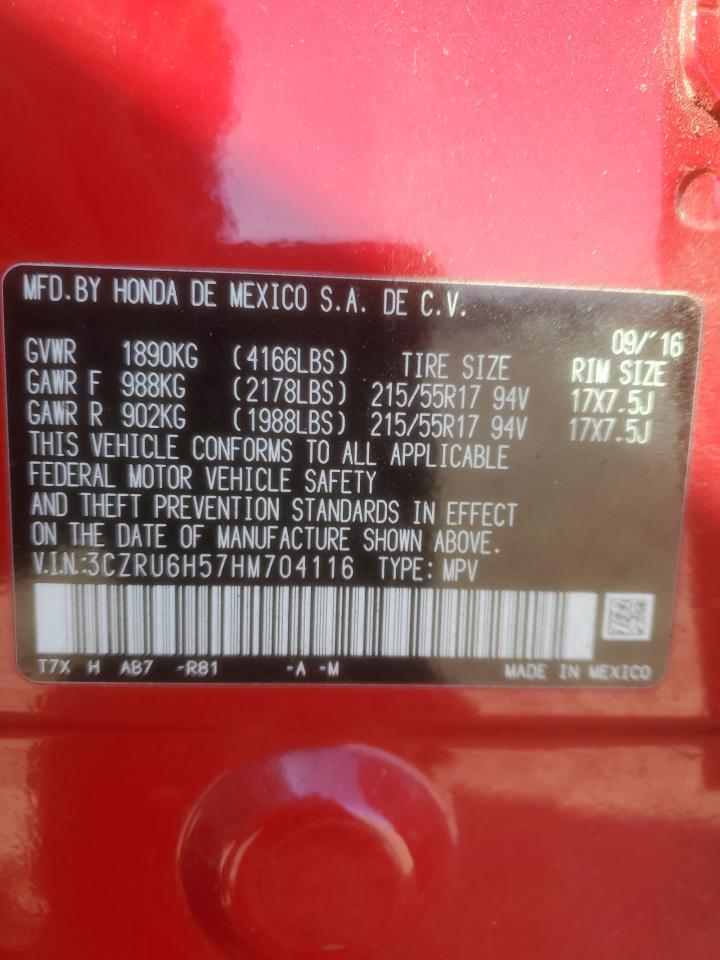 MFD.BY HONDA DE MEXICO S.A. DE C.V.
09/'16
GVWR 1890KG (4166LBS) TIRE SIZE RIM SIZE
GAWR F 988KG (2178LBS) 215/55R17 94V 17X7.5J
GAWR R 902KG (1988LBS) 215/55R17 94V 17X7.5J
THIS VEHICLE CONFORMS TO ALL APPLICABLE
FEDERAL MOTOR VEHICLE SAFETY
AND THEFT PREVENTION STANDARDS IN EFFECT
ON THE DATE OF MANUFACTURE SHOWN ABOVE.
V.I.N.:3CZRU6H57HM704116 TYPE: MPV
T7X H AB7 -R81 -A -M MADE IN MEXICO